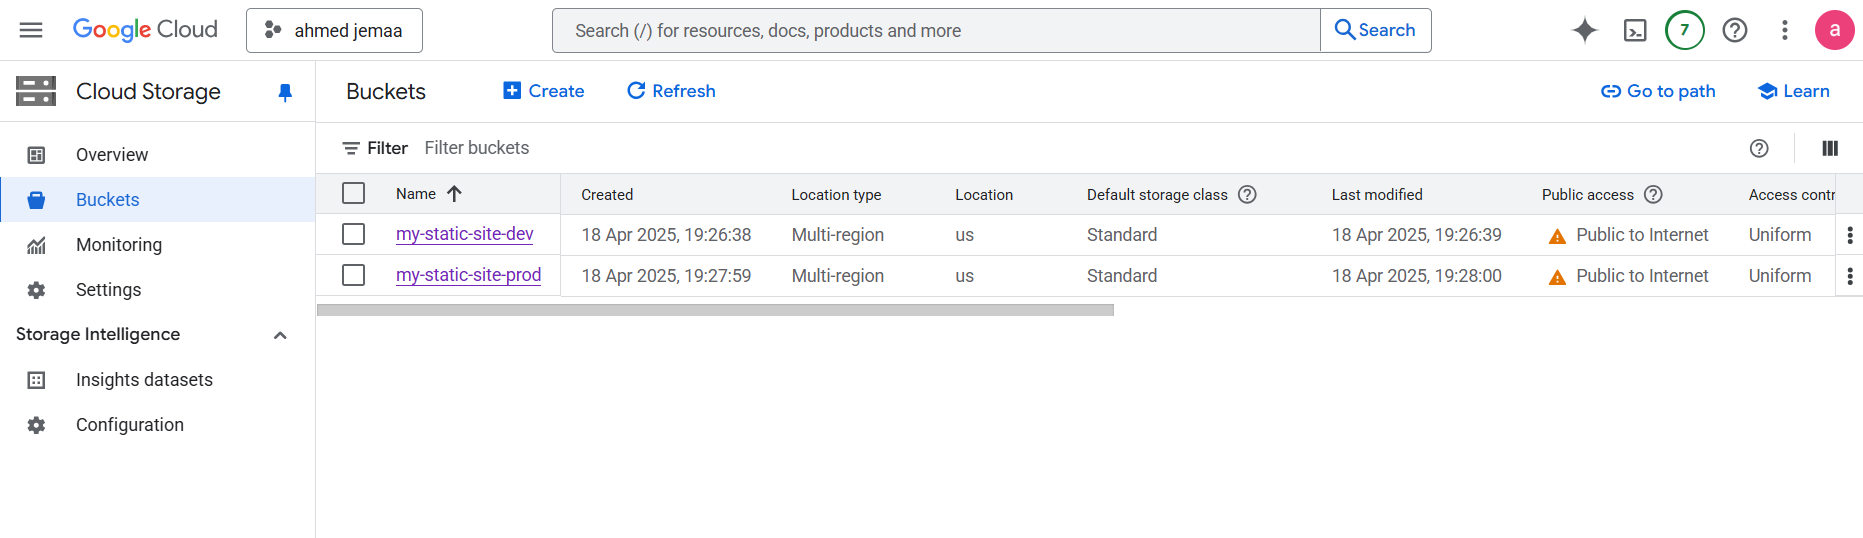 Google Cloud
ahmed jemaa
Search (/) for resources, docs, products and more
Search
7
a
Cloud Storage
Overview
Buckets
Monitoring
Settings
Storage Intelligence
Insights datasets
Configuration
Buckets
Create
Refresh
Go to path
Learn
Filter Filter buckets
Name Created Location type Location Default storage class Last modified Public access Access contr
my-static-site-dev 18 Apr 2025, 19:26:38 Multi-region us Standard 18 Apr 2025, 19:26:39 Public to Internet Uniform
my-static-site-prod 18 Apr 2025, 19:27:59 Multi-region us Standard 18 Apr 2025, 19:28:00 Public to Internet Uniform